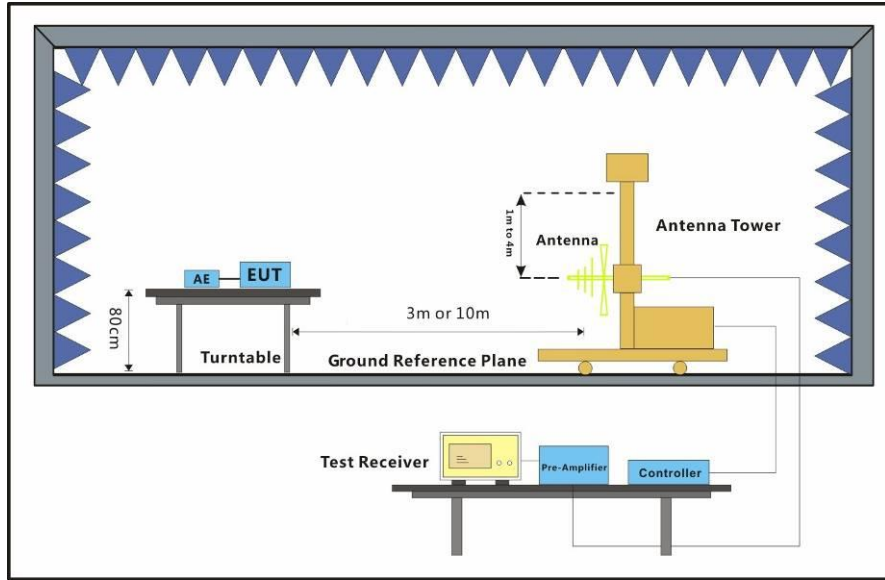 1m to 4m
Antenna
Antenna Tower
AE
EUT
80cm
3m or 10m
Turntable
Ground Reference Plane
Test Receiver
Pre-Amplifier
Controller